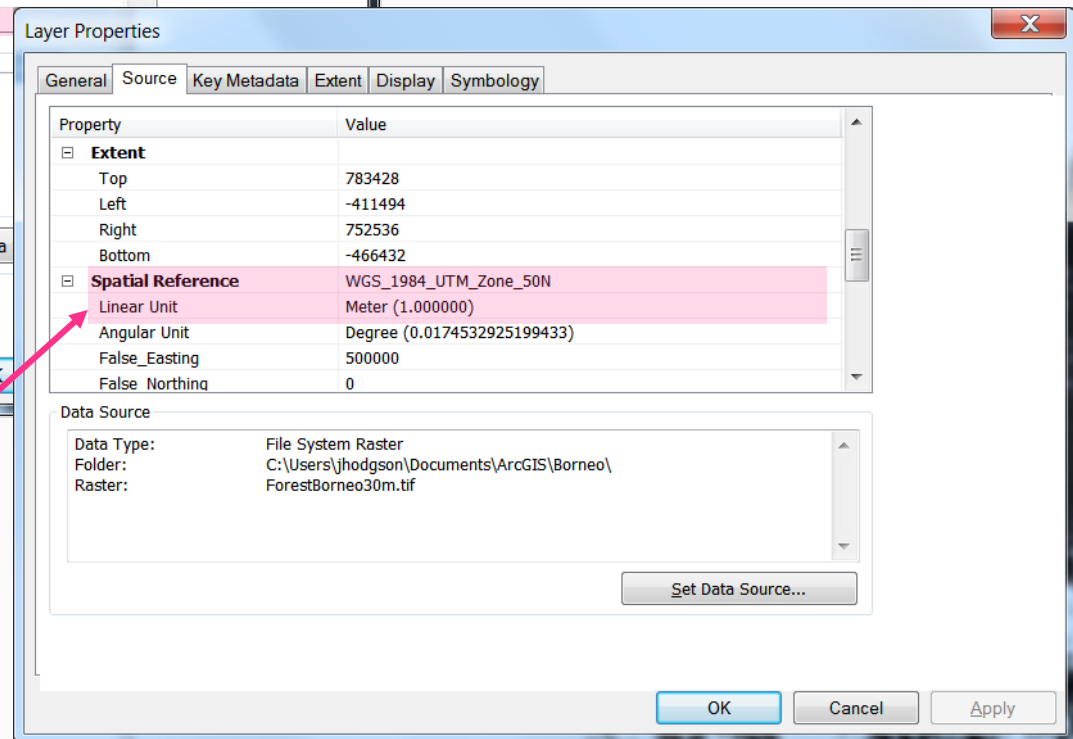 Layer Properties
X
General Source Key Metadata Extent Display Symbology
Property Value
Extent
Top 783428
Left -411494
Right 752536
Bottom -466432
Spatial Reference WGS_1984_UTM_Zone_50N
Linear Unit Meter (1.000000)
Angular Unit Degree (0.0174532925199433)
False_Easting 500000
False_Northing 0
Data Source
Data Type: File System Raster
Folder: C:\Users\jhodgson\Documents\ArcGIS\Borneo\
Raster: ForestBorneo30m.tif
Set Data Source...
OK Cancel Apply